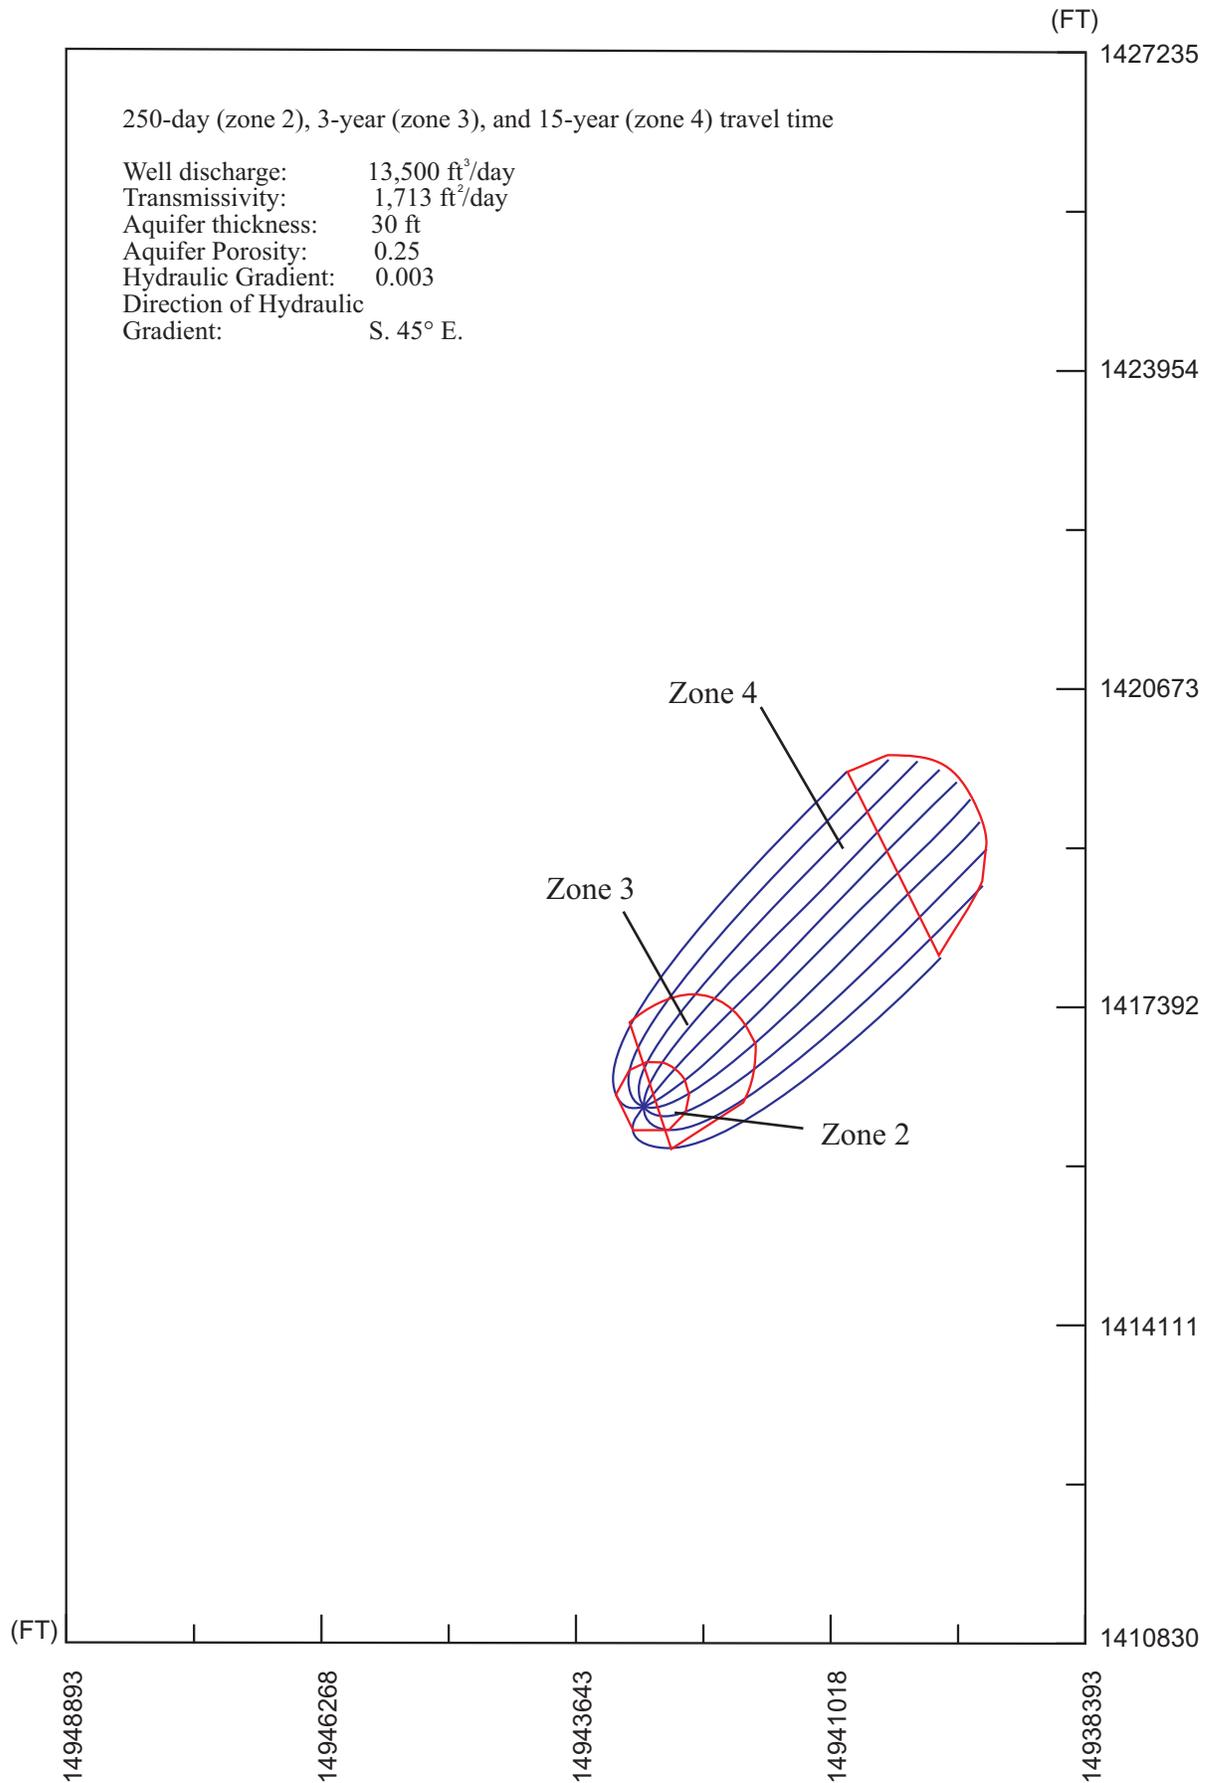 (FT)
1427235
250-day (zone 2), 3-year (zone 3), and 15-year (zone 4) travel time
Well discharge: 13,500 ft³/day
Transmissivity: 1,713 ft²/day
Aquifer thickness: 30 ft
Aquifer Porosity: 0.25
Hydraulic Gradient: 0.003
Direction of Hydraulic
Gradient: S. 45° E.
1423954
1420673
Zone 4
Zone 3
1417392
Zone 2
1414111
(FT)
1410830
14948893
14946268
14943643
14941018
14938393